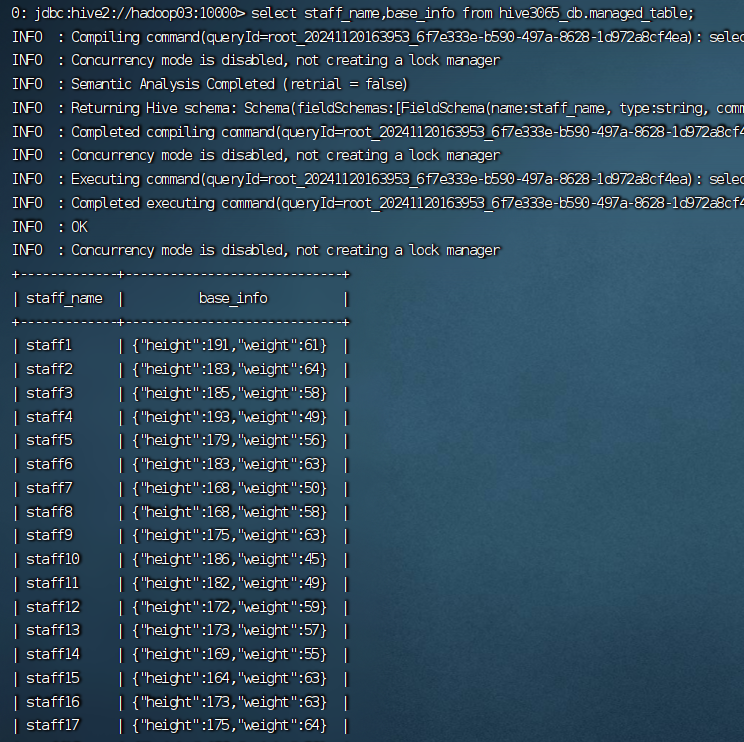 0: jdbc:hive2://hadoop03:10000> select staff_name,base_info from hive3065_db.managed_table;
INFO  : Compiling command(queryId=root_20241120163953_6f7e333e-b590-497a-8628-1d972a8cf4ea): selec
INFO  : Concurrency mode is disabled, not creating a lock manager
INFO  : Semantic Analysis Completed (retrial = false)
INFO  : Returning Hive schema: Schema(fieldSchemas:[FieldSchema(name:staff_name, type:string, comm
INFO  : Completed compiling command(queryId=root_20241120163953_6f7e333e-b590-497a-8628-1d972a8cf4
INFO  : Concurrency mode is disabled, not creating a lock manager
INFO  : Executing command(queryId=root_20241120163953_6f7e333e-b590-497a-8628-1d972a8cf4ea): selec
INFO  : Completed executing command(queryId=root_20241120163953_6f7e333e-b590-497a-8628-1d972a8cf4
INFO  : OK
INFO  : Concurrency mode is disabled, not creating a lock manager
+-------------+-----------------------------+
| staff_name  |          base_info          |
+-------------+-----------------------------+
| staff1      | {"height":191,"weight":61}  |
| staff2      | {"height":183,"weight":64}  |
| staff3      | {"height":185,"weight":58}  |
| staff4      | {"height":193,"weight":49}  |
| staff5      | {"height":179,"weight":56}  |
| staff6      | {"height":183,"weight":63}  |
| staff7      | {"height":168,"weight":50}  |
| staff8      | {"height":168,"weight":58}  |
| staff9      | {"height":175,"weight":63}  |
| staff10     | {"height":186,"weight":45}  |
| staff11     | {"height":182,"weight":49}  |
| staff12     | {"height":172,"weight":59}  |
| staff13     | {"height":173,"weight":57}  |
| staff14     | {"height":169,"weight":55}  |
| staff15     | {"height":164,"weight":63}  |
| staff16     | {"height":173,"weight":63}  |
| staff17     | {"height":175,"weight":64}  |